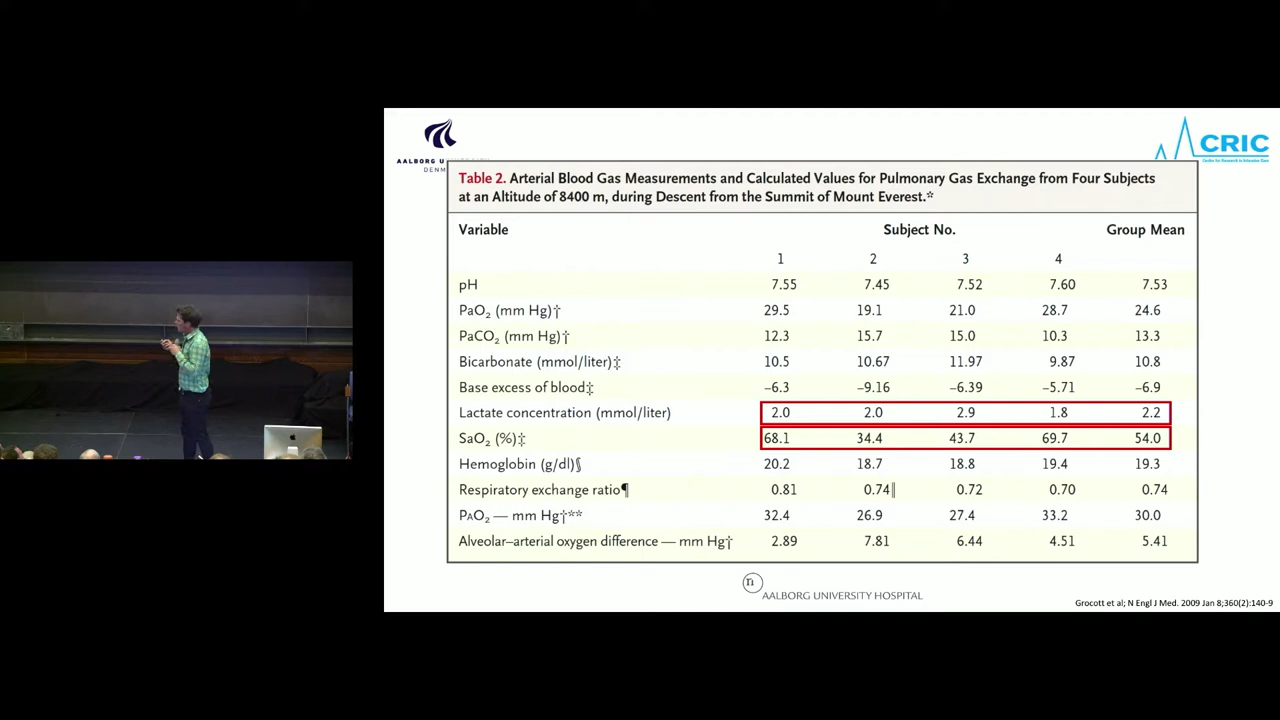 AALBORG U
DENM
CRIC
Centre for Research in Intensive Care
Table 2. Arterial Blood Gas Measurements and Calculated Values for Pulmonary Gas Exchange from Four Subjects
at an Altitude of 8400 m, during Descent from the Summit of Mount Everest.*
Variable Subject No. Group Mean
1 2 3 4
pH 7.55 7.45 7.52 7.60 7.53
PaO₂ (mm Hg)† 29.5 19.1 21.0 28.7 24.6
PaCO₂ (mm Hg)† 12.3 15.7 15.0 10.3 13.3
Bicarbonate (mmol/liter)‡ 10.5 10.67 11.97 9.87 10.8
Base excess of blood‡ −6.3 −9.16 −6.39 −5.71 −6.9
Lactate concentration (mmol/liter) 2.0 2.0 2.9 1.8 2.2
SaO₂ (%)‡ 68.1 34.4 43.7 69.7 54.0
Hemoglobin (g/dl)§ 20.2 18.7 18.8 19.4 19.3
Respiratory exchange ratio¶ 0.81 0.74‖ 0.72 0.70 0.74
PAO₂ — mm Hg†** 32.4 26.9 27.4 33.2 30.0
Alveolar–arterial oxygen difference — mm Hg† 2.89 7.81 6.44 4.51 5.41
n
AALBORG UNIVERSITY HOSPITAL
Grocott et al; N Engl J Med. 2009 Jan 8;360(2):140-9